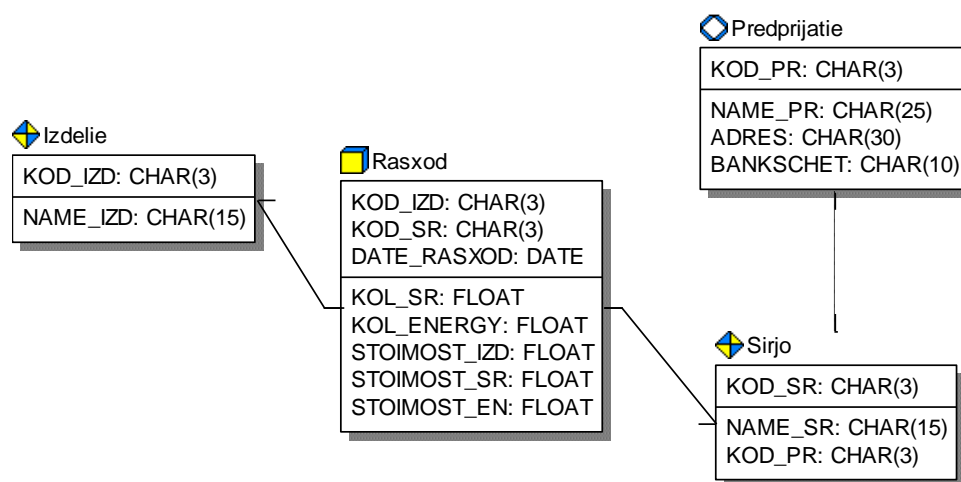 Predprijatie
KOD_PR: CHAR(3)
NAME_PR: CHAR(25)
ADRES: CHAR(30)
BANKSCHET: CHAR(10)
Izdelie
KOD_IZD: CHAR(3)
NAME_IZD: CHAR(15)
Rasxod
KOD_IZD: CHAR(3)
KOD_SR: CHAR(3)
DATE_RASXOD: DATE
KOL_SR: FLOAT
KOL_ENERGY: FLOAT
STOIMOST_IZD: FLOAT
STOIMOST_SR: FLOAT
STOIMOST_EN: FLOAT
Sirjo
KOD_SR: CHAR(3)
NAME_SR: CHAR(15)
KOD_PR: CHAR(3)